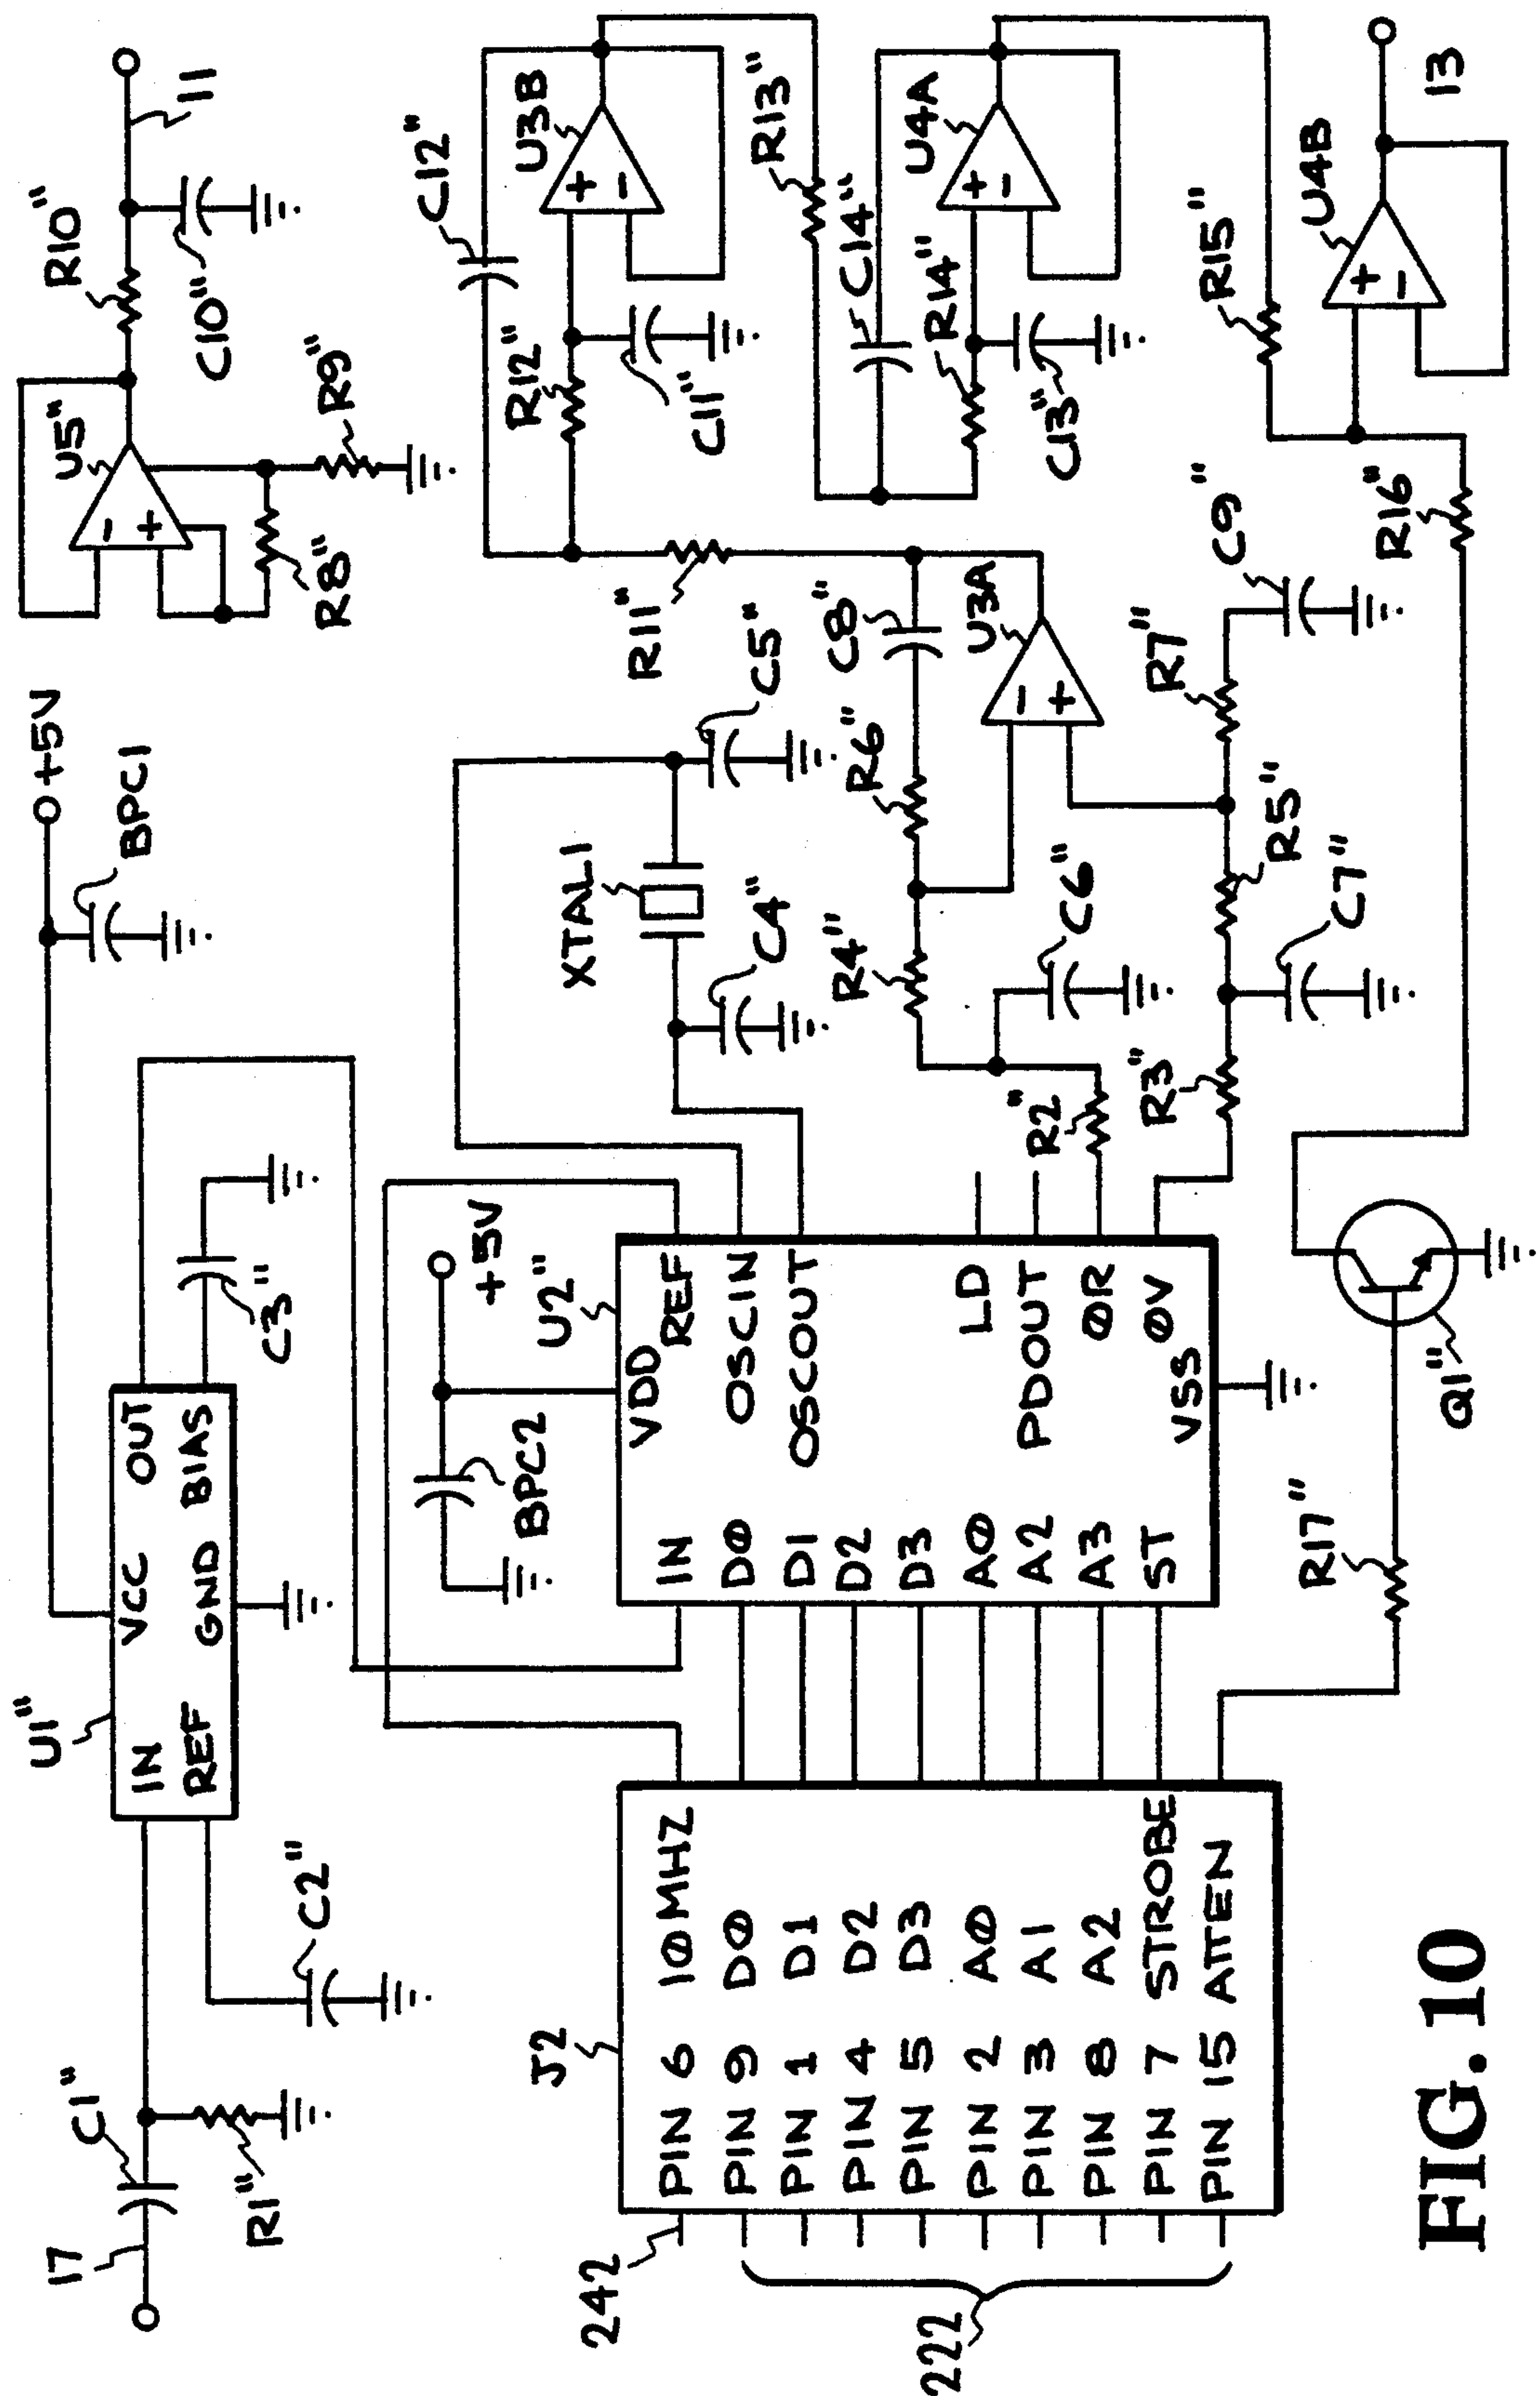 17
C1"
R1"
C2"
U1"
IN
VCC
OUT
REF
GND
BIAS
C3"
+5V
BPC1
U5"
-
+
R8"
R9"
R10"
C10"
11
242
222
J2
PIN 6 10MHZ
PIN 9 D0
PIN 1 D1
PIN 4 D2
PIN 5 D3
PIN 2 A0
PIN 3 A1
PIN 8 A2
PIN 7 STROBE
PIN 15 ATTEN
BPC2
+5V
U2"
VDD
IN
REF
D0
OSCIN
D1
OSCOUT
D2
D3
LD
A0
PDOUT
A2
ØR
A3
ØV
ST
VSS
XTAL1
C4"
C5"
R2"
R3"
R4"
C6"
R5"
C7"
R6"
C8"
U3A
-
+
R7"
C9"
R11"
R12"
C11"
C12"
U3B
+
-
R13"
C14"
R14"
C13"
U4A
+
-
R15"
R16"
U4B
+
-
13
R17"
Q1"
FIG. 10